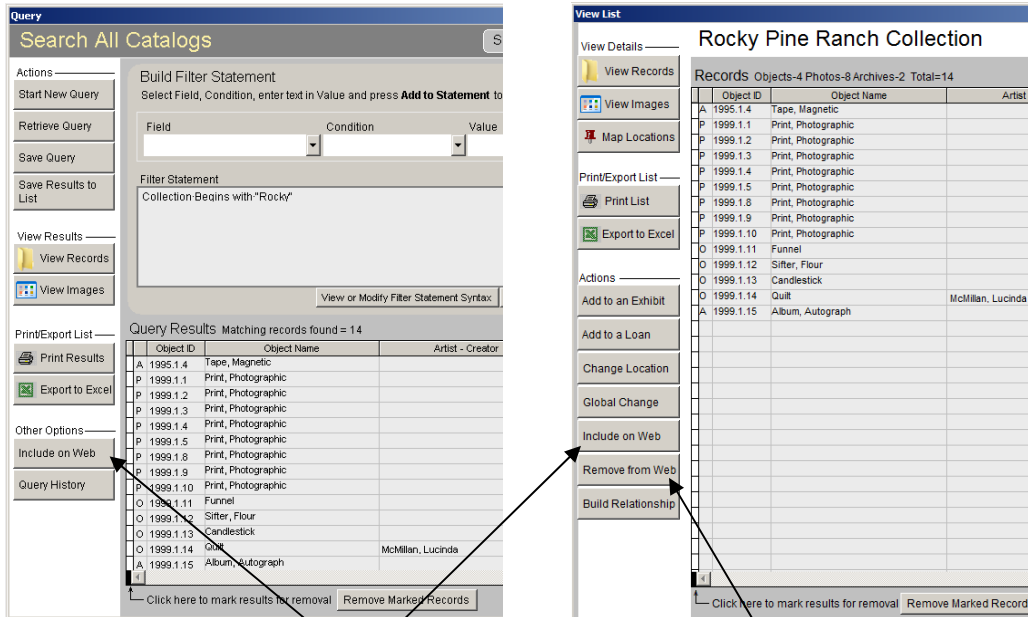 Query
Search All Catalogs
S
Actions
Start New Query
Retrieve Query
Save Query
Save Results to
List
View Results
View Records
View Images
Print/Export List
Print Results
Export to Excel
Other Options
Include on Web
Query History
Build Filter Statement
Select Field, Condition, enter text in Value and press Add to Statement to
Field Condition Value
Filter Statement
Collection·Begins with·"Rocky"
View or Modify Filter Statement Syntax
Query Results Matching records found = 14
Object ID Object Name Artist - Creator
A 1995.1.4 Tape, Magnetic
P 1999.1.1 Print, Photographic
P 1999.1.2 Print, Photographic
P 1999.1.3 Print, Photographic
P 1999.1.4 Print, Photographic
P 1999.1.5 Print, Photographic
P 1999.1.8 Print, Photographic
P 1999.1.9 Print, Photographic
P 1999.1.10 Print, Photographic
O 1999.1.11 Funnel
O 1999.1.12 Sifter, Flour
O 1999.1.13 Candlestick
O 1999.1.14 Quilt McMillan, Lucinda
A 1999.1.15 Album, Autograph
Click here to mark results for removal Remove Marked Records
View List
Rocky Pine Ranch Collection
View Details
View Records
View Images
Map Locations
Print/Export List
Print List
Export to Excel
Actions
Add to an Exhibit
Add to a Loan
Change Location
Global Change
Include on Web
Remove from Web
Build Relationship
Records Objects-4 Photos-8 Archives-2 Total=14
Object ID Object Name Artist
A 1995.1.4 Tape, Magnetic
P 1999.1.1 Print, Photographic
P 1999.1.2 Print, Photographic
P 1999.1.3 Print, Photographic
P 1999.1.4 Print, Photographic
P 1999.1.5 Print, Photographic
P 1999.1.8 Print, Photographic
P 1999.1.9 Print, Photographic
P 1999.1.10 Print, Photographic
O 1999.1.11 Funnel
O 1999.1.12 Sifter, Flour
O 1999.1.13 Candlestick
O 1999.1.14 Quilt McMillan, Lucinda
A 1999.1.15 Album, Autograph
Click here to mark results for removal Remove Marked Record